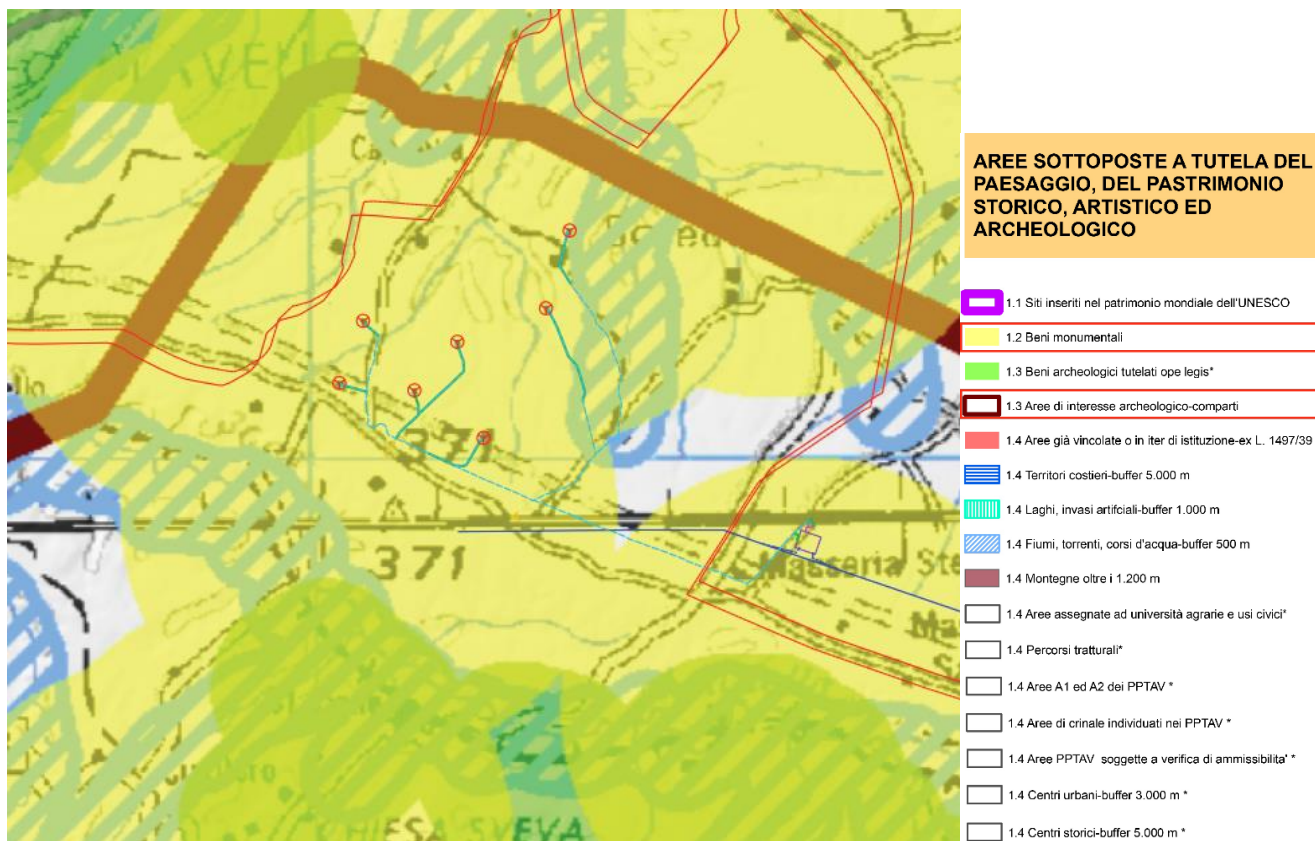 371
371
Masseria Ste
CHIESA SVEVA
AREE SOTTOPOSTE A TUTELA DEL
PAESAGGIO, DEL PASTRIMONIO
STORICO, ARTISTICO ED
ARCHEOLOGICO
1.1 Siti inseriti nel patrimonio mondiale dell'UNESCO
1.2 Beni monumentali
1.3 Beni archeologici tutelati ope legis*
1.3 Aree di interesse archeologico-comparti
1.4 Aree già vincolate o in iter di istituzione-ex L. 1497/39
1.4 Territori costieri-buffer 5.000 m
1.4 Laghi, invasi artifciali-buffer 1.000 m
1.4 Fiumi, torrenti, corsi d'acqua-buffer 500 m
1.4 Montegne oltre i 1.200 m
1.4 Aree assegnate ad università agrarie e usi civici*
1.4 Percorsi tratturali*
1.4 Aree A1 ed A2 dei PPTAV *
1.4 Aree di crinale individuati nei PPTAV *
1.4 Aree PPTAV soggette a verifica di ammissibilita' *
1.4 Centri urbani-buffer 3.000 m *
1.4 Centri storici-buffer 5.000 m *